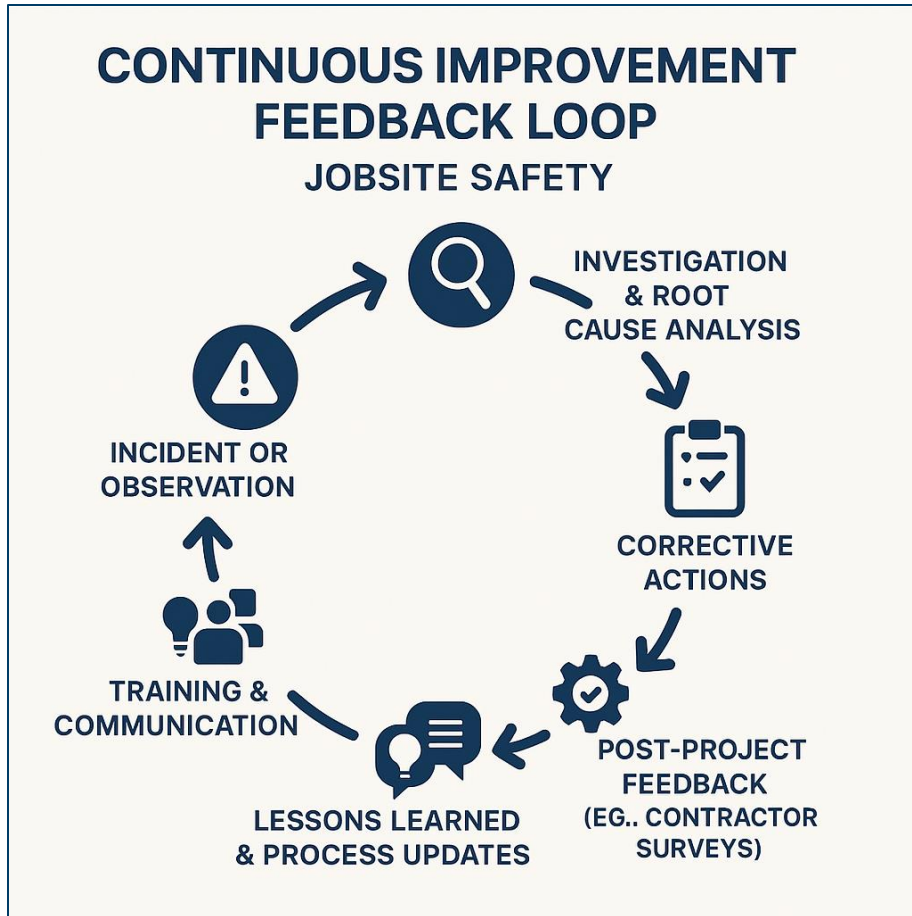 CONTINUOUS IMPROVEMENT
FEEDBACK LOOP
JOBSITE SAFETY
INVESTIGATION
& ROOT
CAUSE ANALYSIS
CORRECTIVE
ACTIONS
POST-PROJECT
FEEDBACK
(EG.. CONTRACTOR
SURVEYS)
LESSONS LEARNED
& PROCESS UPDATES
TRAINING &
COMMUNICATION
INCIDENT OR
OBSERVATION